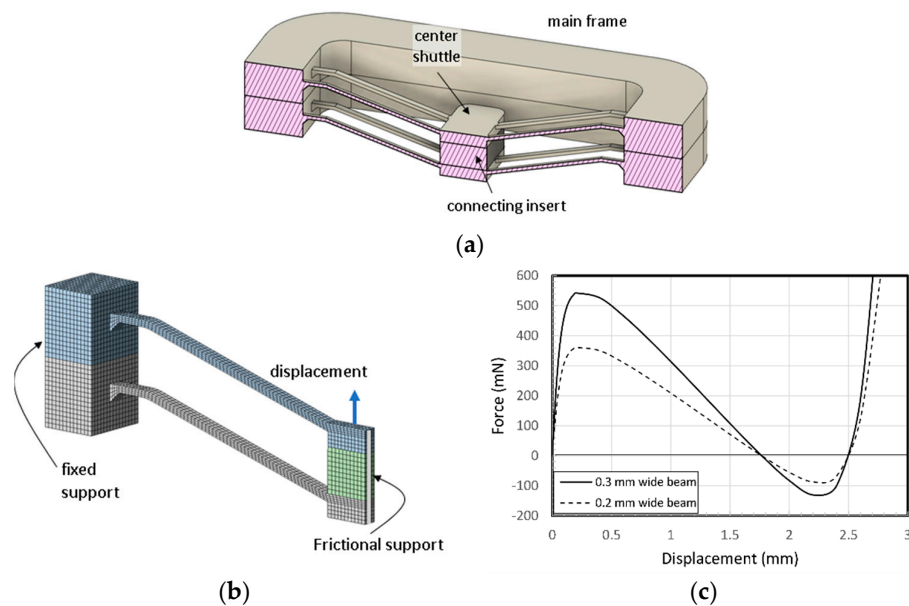 main frame
center
shuttle
connecting insert
(a)
displacement
fixed
support
Frictional support
(b)
600
500
400
300
200
100
0
-100
-200
Force (mN)
0.3 mm wide beam
0.2 mm wide beam
0 0.5 1 1.5 2 2.5 3
Displacement (mm)
(c)